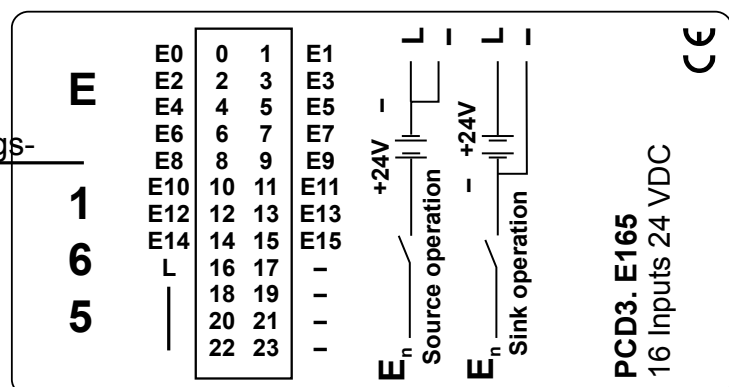 gs-
E
1
6
5
E0 0 1 E1
E2 2 3 E3
E4 4 5 E5
E6 6 7 E7
E8 8 9 E9
E10 10 11 E11
E12 12 13 E13
E14 14 15 E15
L 16 17 –
18 19 –
20 21 –
22 23 –
L –
+24V –
En
Source operation
L –
– +24V
En
Sink operation
PCD3. E165
16 Inputs 24 VDC
CE